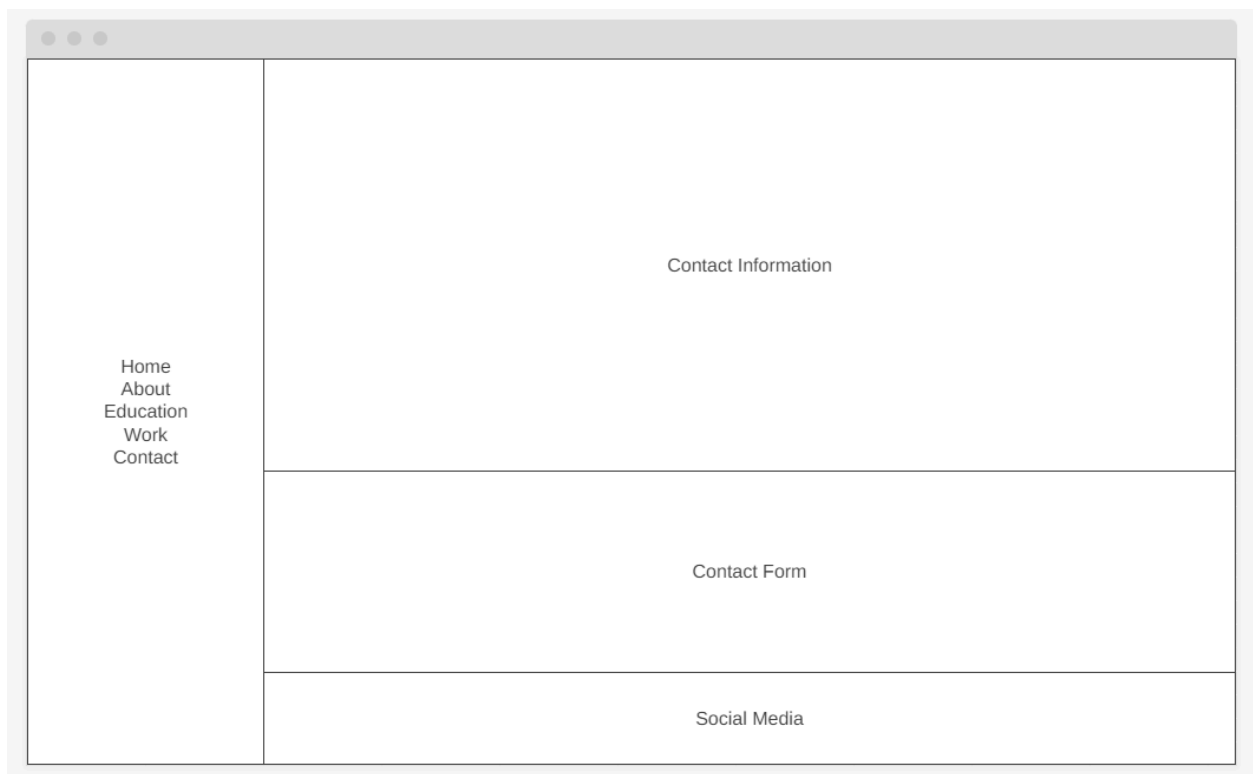 Home
About
Education
Work
Contact
Contact Information
Contact Form
Social Media